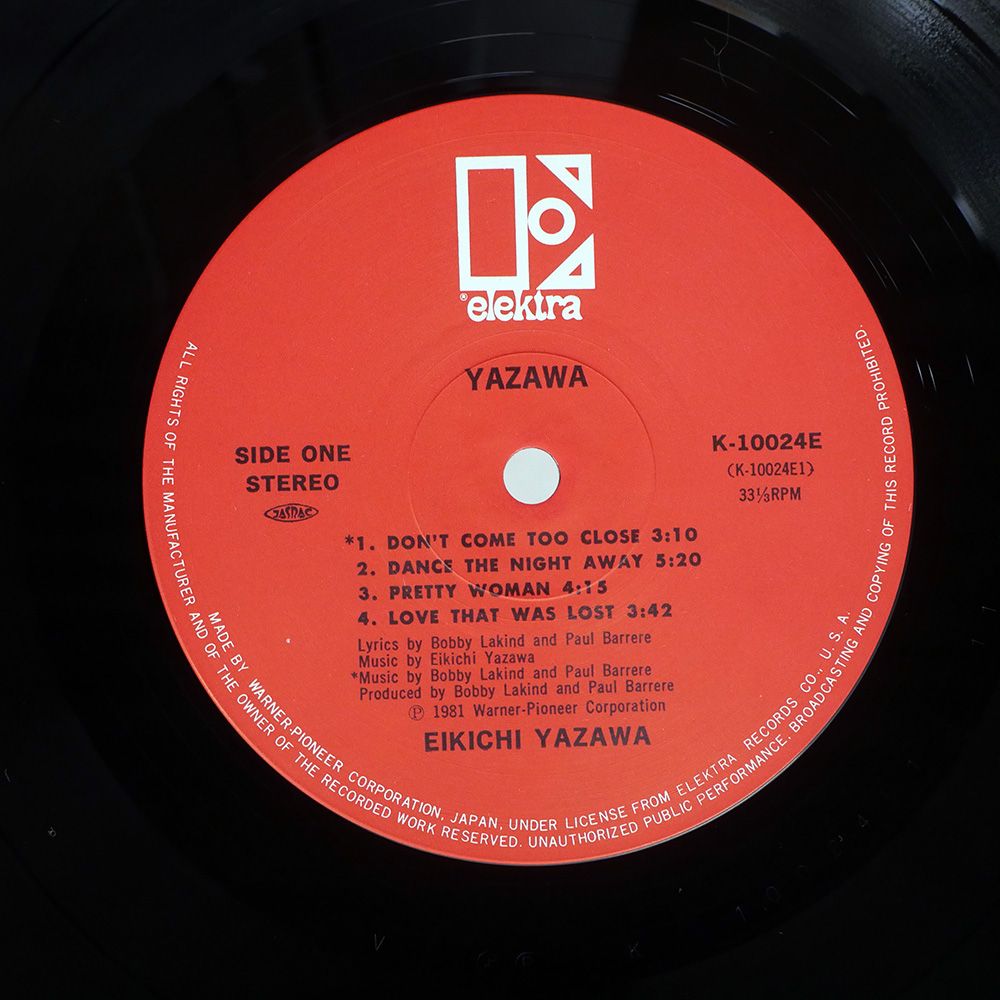 ® elektra
YAZAWA
SIDE ONE
STEREO
JASRAC
K-10024E
(K-10024E1)
33⅓RPM
*1. DON'T COME TOO CLOSE 3:10
2. DANCE THE NIGHT AWAY 5:20
3. PRETTY WOMAN 4:15
4. LOVE THAT WAS LOST 3:42
Lyrics by Bobby Lakind and Paul Barrere
Music by Eikichi Yazawa
*Music by Bobby Lakind and Paul Barrere
Produced by Bobby Lakind and Paul Barrere
℗ 1981 Warner-Pioneer Corporation
EIKICHI YAZAWA
MADE BY WARNER-PIONEER CORPORATION, JAPAN, UNDER LICENSE FROM ELEKTRA RECORDS CO., U. S. A.
ALL RIGHTS OF THE MANUFACTURER AND OF THE OWNER OF THE RECORDED WORK RESERVED. UNAUTHORIZED PUBLIC PERFORMANCE. BROADCASTING AND COPYING OF THIS RECORD PROHIBITED.